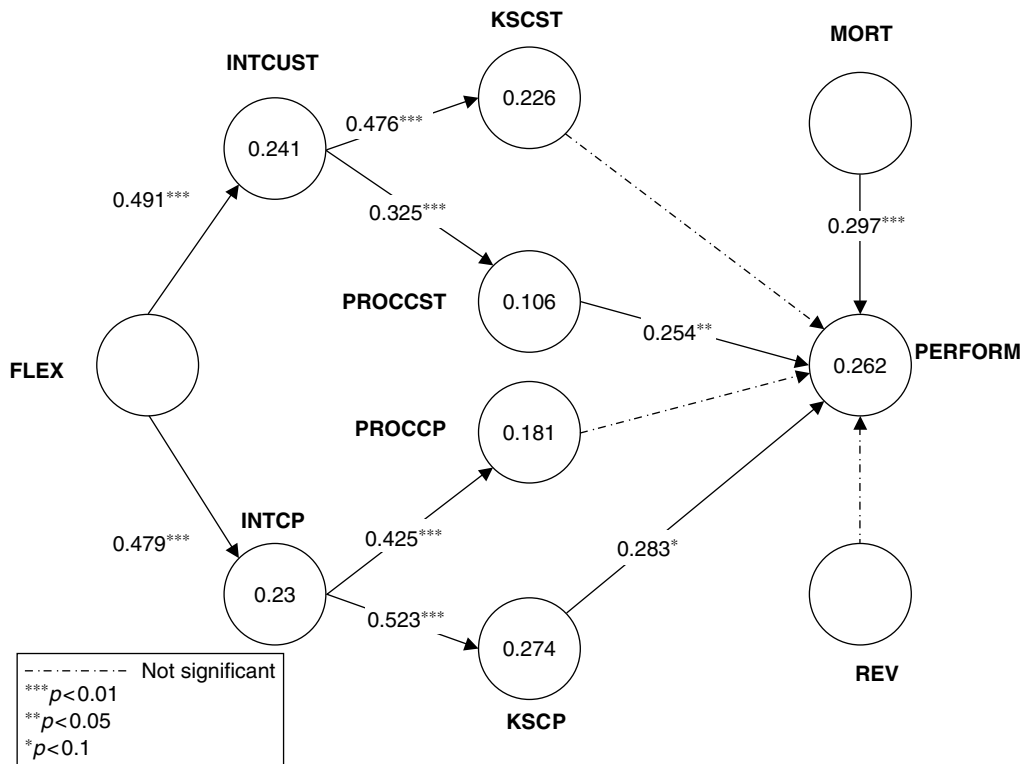 KSCST
MORT
INTCUST
0.226
0.476***
0.241
0.491***
0.325***
0.297***
PROCCST
0.106
0.254**
PERFORM
0.262
FLEX
PROCCP
0.181
INTCP
0.425***
0.479***
0.283*
0.23
0.523***
0.274
REV
KSCP
Not significant
***p<0.01
**p<0.05
*p<0.1